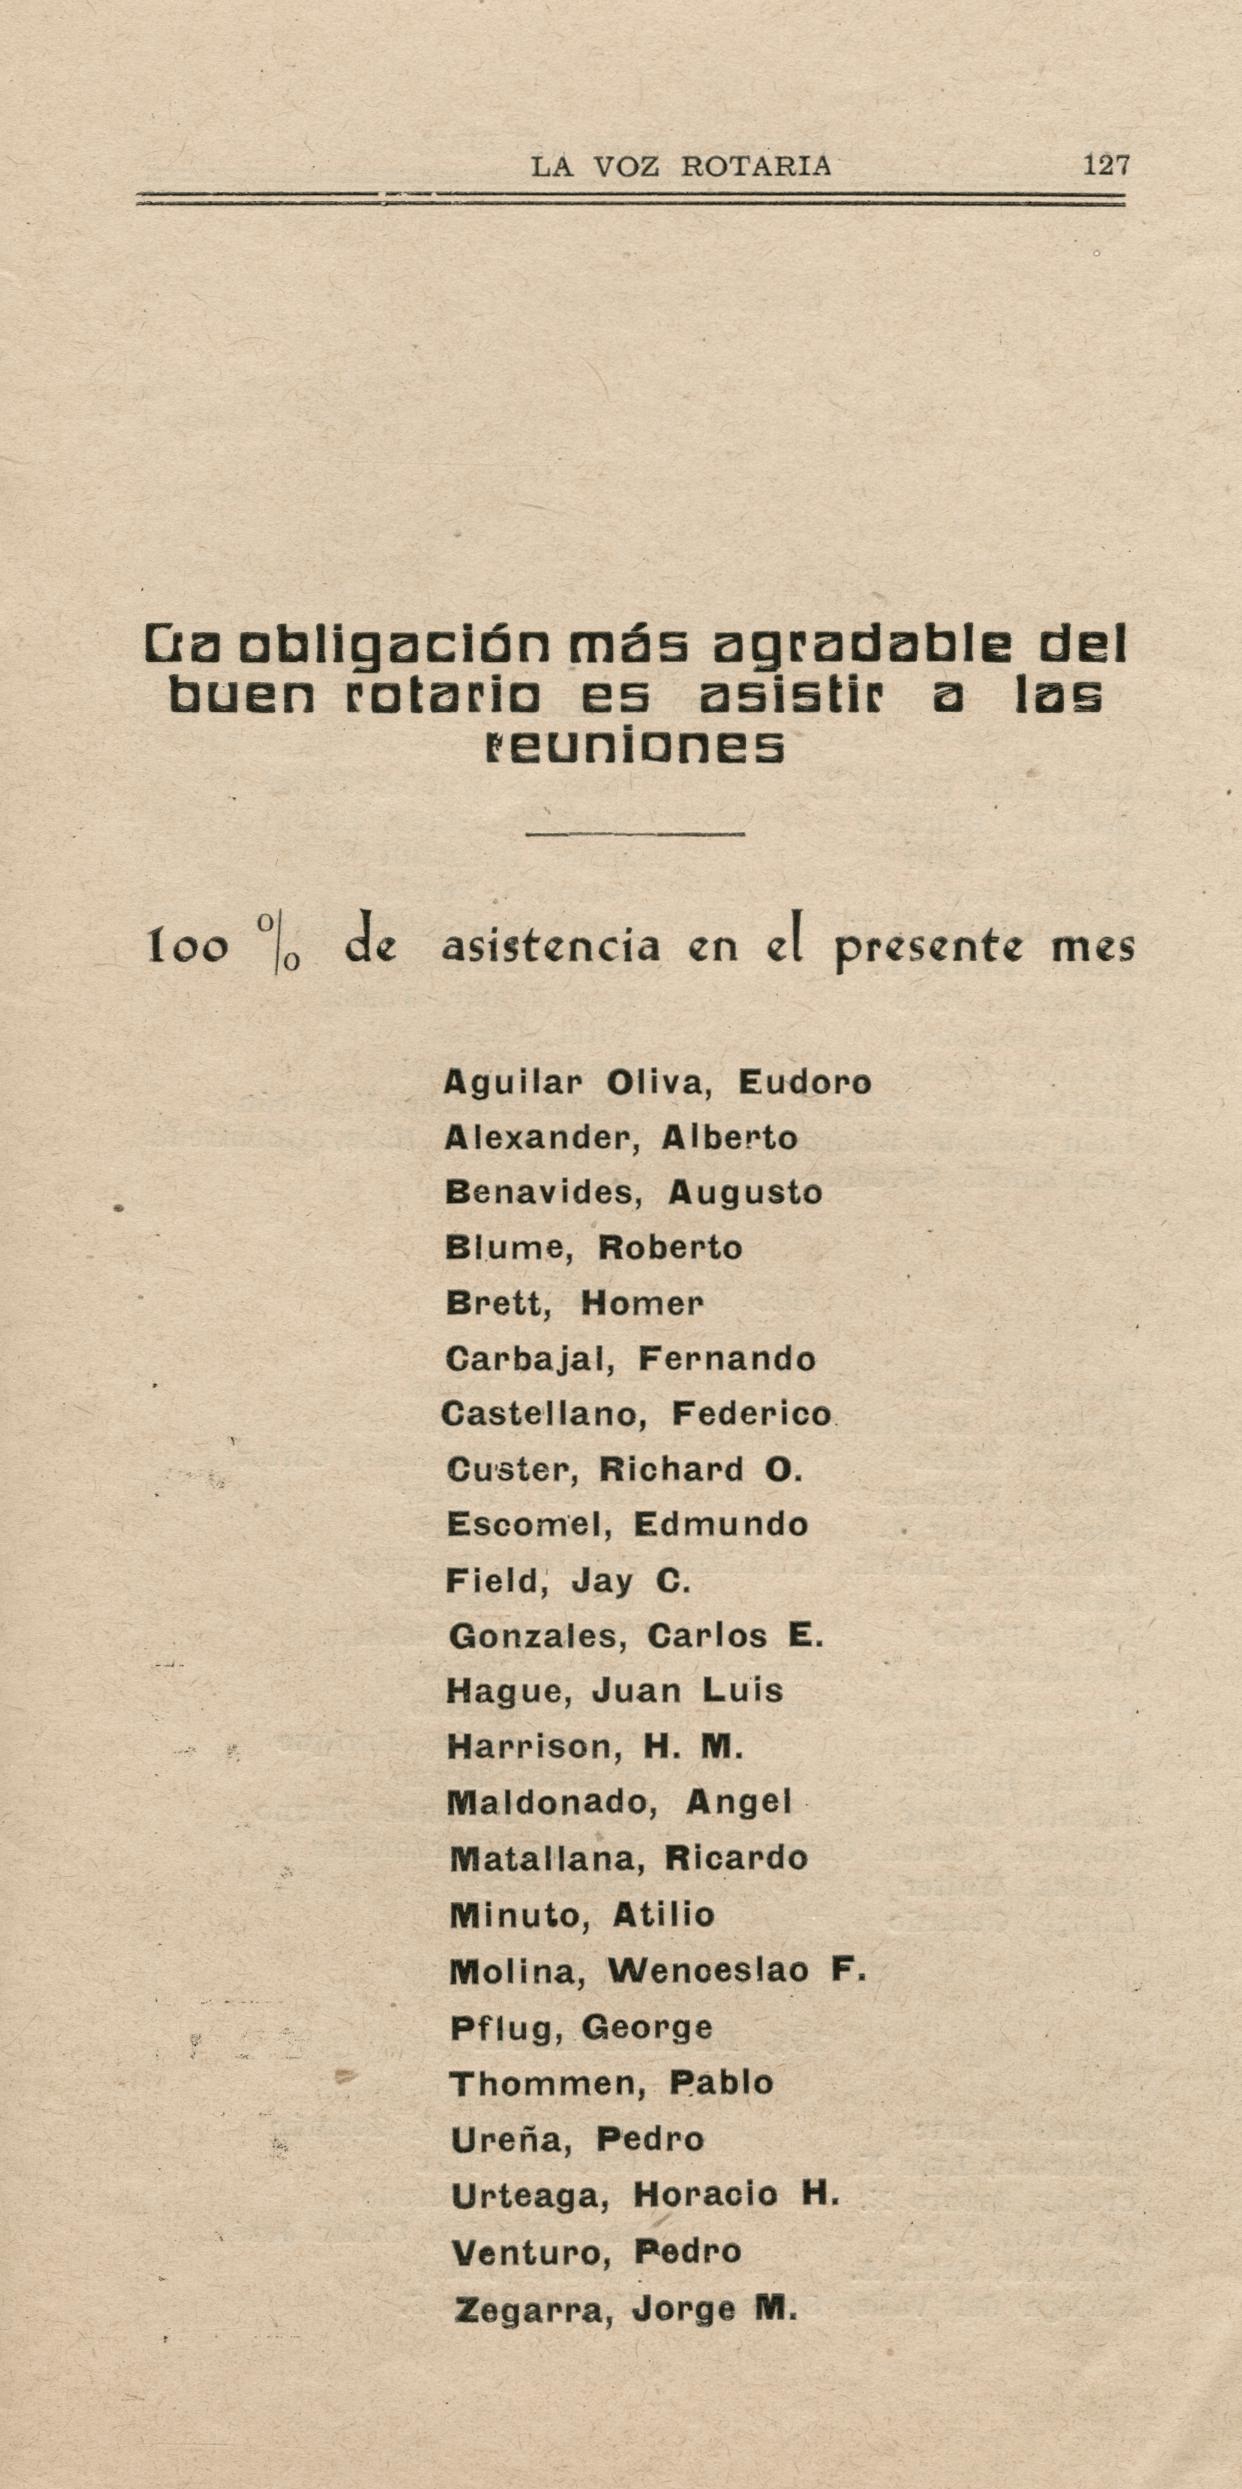 LA VOZ ROTARIA 127
La obligación más agradable del
buen rotario es asistir a las
reuniones
100 % de asistencia en el presente mes
Aguilar Oliva, Eudoro
Alexander, Alberto
Benavides, Augusto
Blume, Roberto
Brett, Homer
Carbajal, Fernando
Castellano, Federico
Custer, Richard O.
Escomel, Edmundo
Field, Jay C.
Gonzales, Carlos E.
Hague, Juan Luis
Harrison, H. M.
Maldonado, Angel
Matallana, Ricardo
Minuto, Atilio
Molina, Wenceslao F.
Pflug, George
Thommen, Pablo
Ureña, Pedro
Urteaga, Horacio H.
Venturo, Pedro
Zegarra, Jorge M.